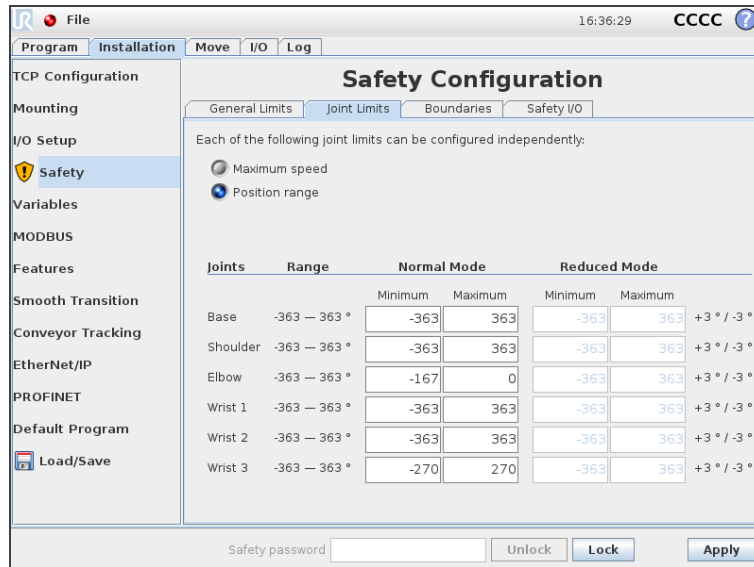 UR File 16:36:29 CCCC ?
Program Installation Move I/O Log
TCP Configuration
Mounting
I/O Setup
Safety
Variables
MODBUS
Features
Smooth Transition
Conveyor Tracking
EtherNet/IP
PROFINET
Default Program
Load/Save
Safety Configuration
General Limits Joint Limits Boundaries Safety I/O
Each of the following joint limits can be configured independently:
Maximum speed
Position range
Joints Range Normal Mode Reduced Mode
Minimum Maximum Minimum Maximum
Base -363 — 363 ° -363 363 -363 363 +3 ° / -3 °
Shoulder -363 — 363 ° -363 363 -363 363 +3 ° / -3 °
Elbow -363 — 363 ° -167 0 -363 363 +3 ° / -3 °
Wrist 1 -363 — 363 ° -363 363 -363 363 +3 ° / -3 °
Wrist 2 -363 — 363 ° -363 363 -363 363 +3 ° / -3 °
Wrist 3 -363 — 363 ° -270 270 -363 363 +3 ° / -3 °
Safety password Unlock Lock Apply